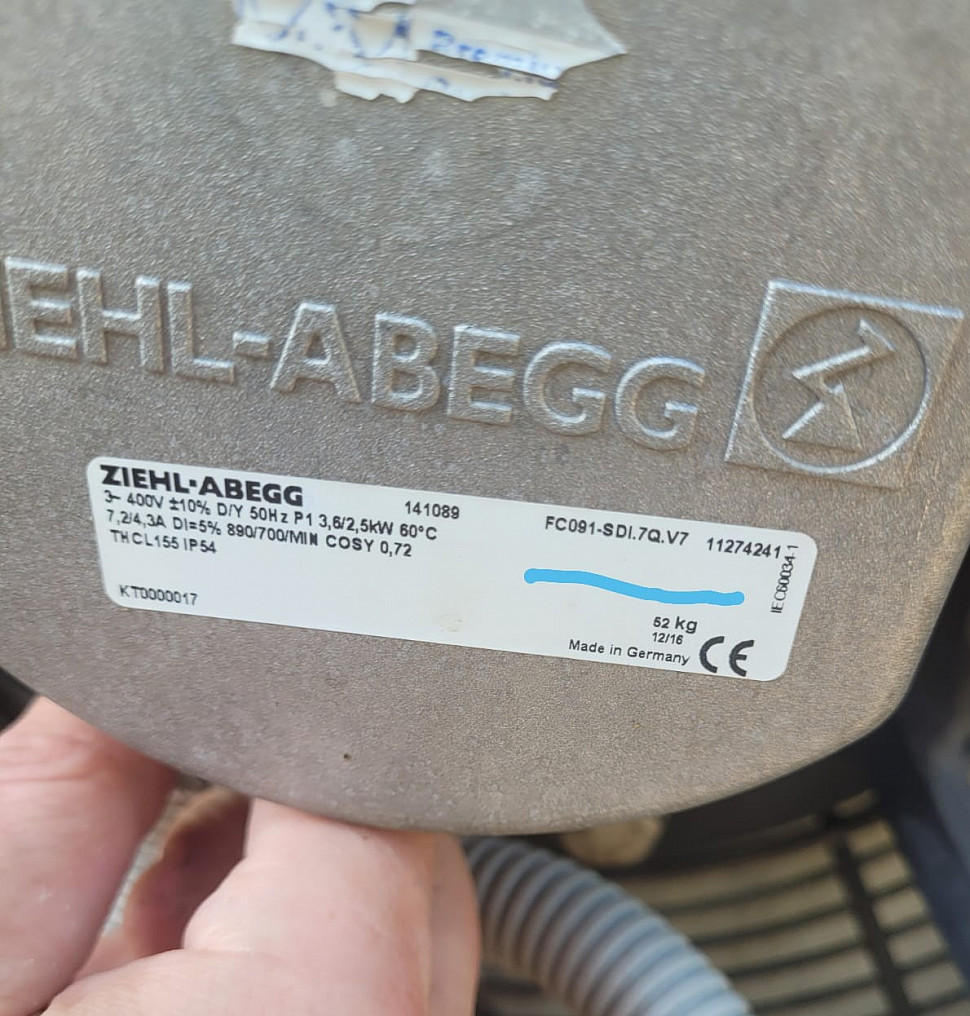 Premi
IEHL-ABEGG
ZIEHL-ABEGG
3~ 400V ±10% D/Y 50Hz P1 3,6/2,5kW 60°C
7,2/4,3A DI=5% 890/700/MIN COSY 0,72
THCL155 IP54
KT0000017
141089
FC091-SDI.7Q.V7 11274241
IEC60034-1
52 kg
12/16
Made in Germany CE